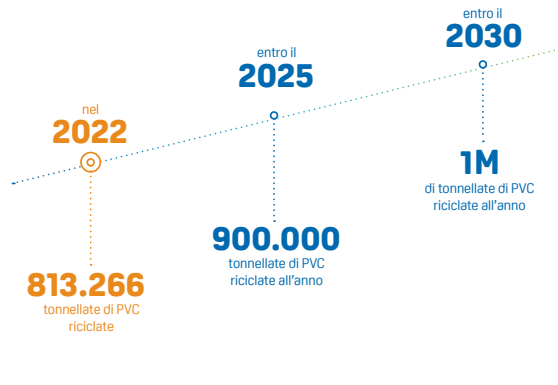 nel
2022
813.266
tonnellate di PVC
riciclate
entro il
2025
900.000
tonnellate di PVC
riciclate all'anno
entro il
2030
1M
di tonnellate di PVC
riciclate all'anno